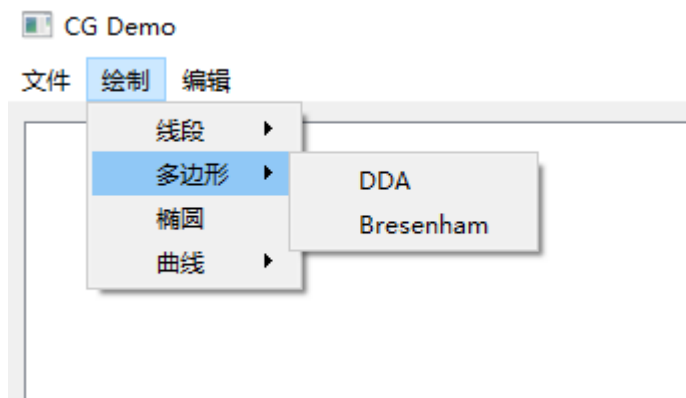 CG Demo
文件 绘制 编辑
线段
多边形 DDA
椭圆 Bresenham
曲线